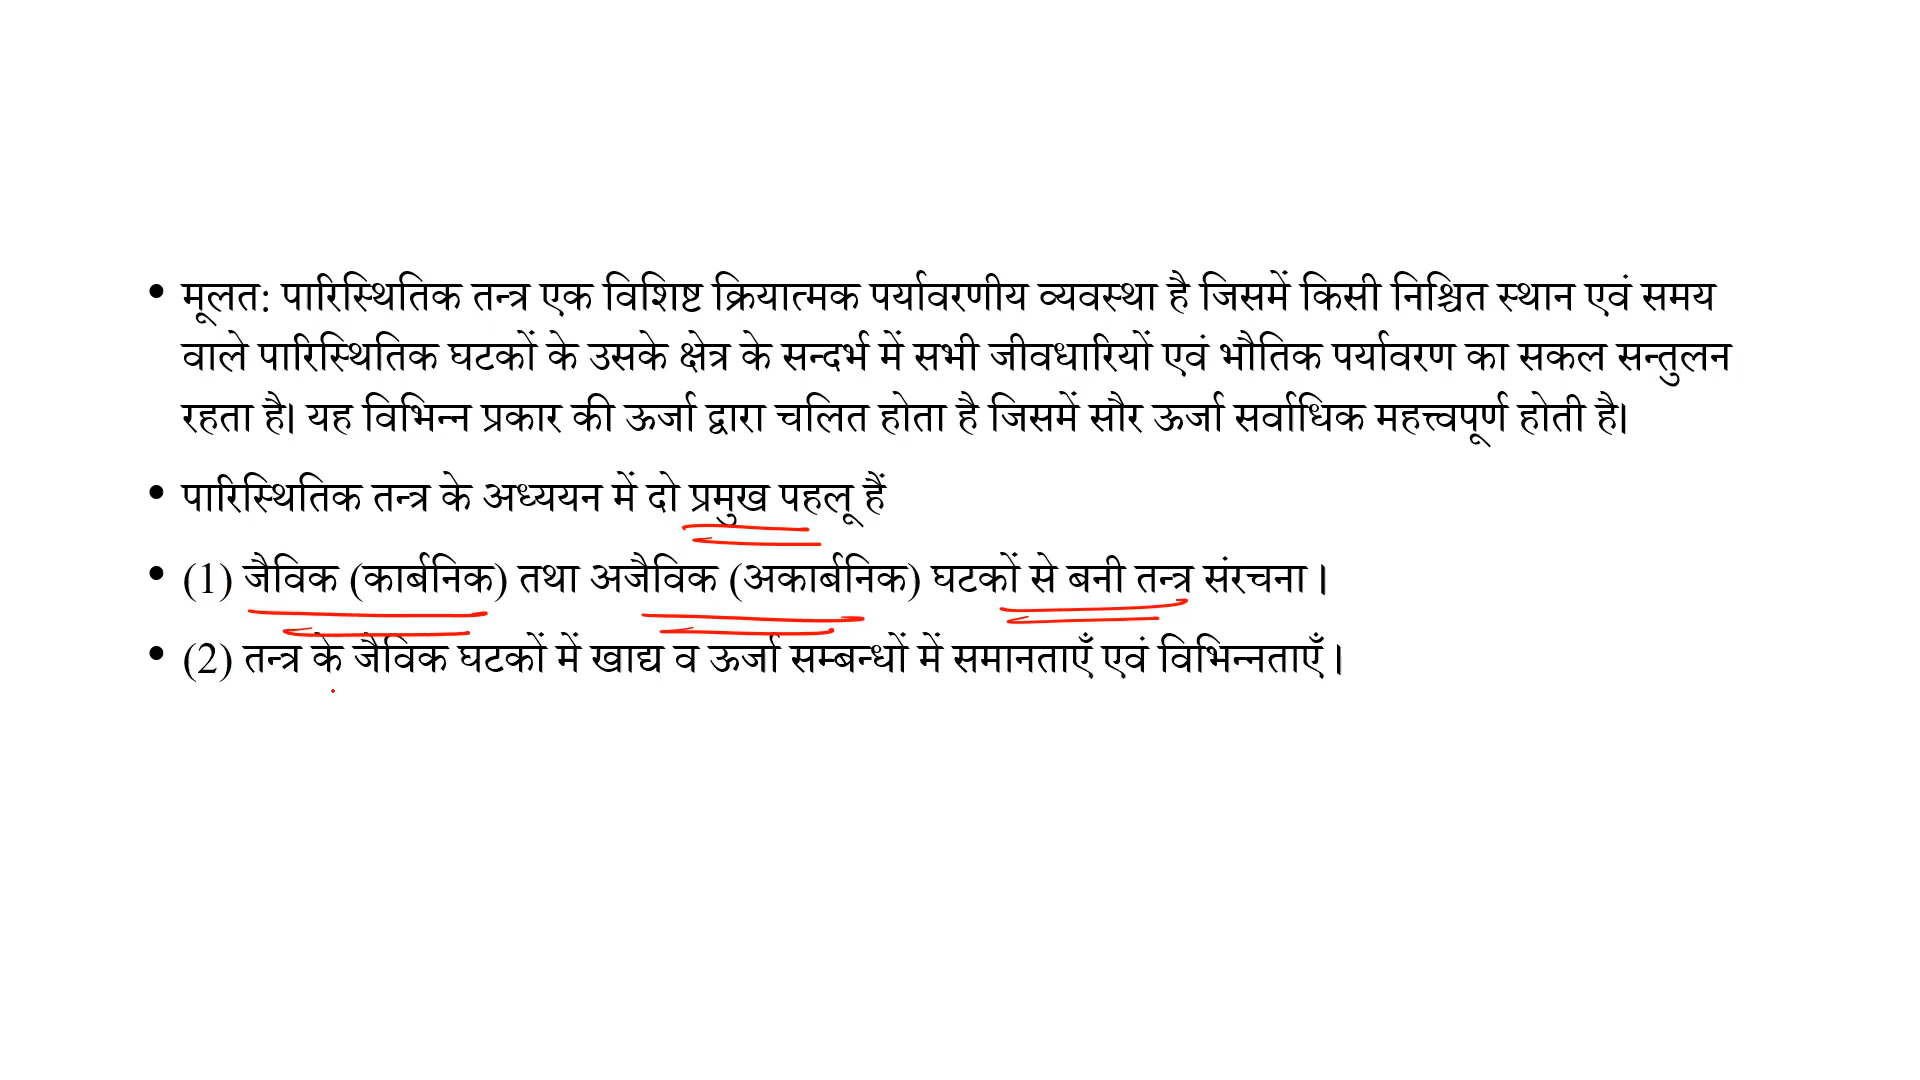 • मूलत: पारिस्थितिक तन्त्र एक विशिष्ट क्रियात्मक पर्यावरणीय व्यवस्था है जिसमें किसी निश्चित स्थान एवं समय
वाले पारिस्थितिक घटकों के उसके क्षेत्र के सन्दर्भ में सभी जीवधारियों एवं भौतिक पर्यावरण का सकल सन्तुलन
रहता है। यह विभिन्न प्रकार की ऊर्जा द्वारा चलित होता है जिसमें सौर ऊर्जा सर्वाधिक महत्त्वपूर्ण होती है।
• पारिस्थितिक तन्त्र के अध्ययन में दो प्रमुख पहलू हैं
• (1) जैविक (कार्बनिक) तथा अजैविक (अकार्बनिक) घटकों से बनी तन्त्र संरचना ।
• (2) तन्त्र के जैविक घटकों में खाद्य व ऊर्जा सम्बन्धों में समानताएँ एवं विभिन्नताएँ ।